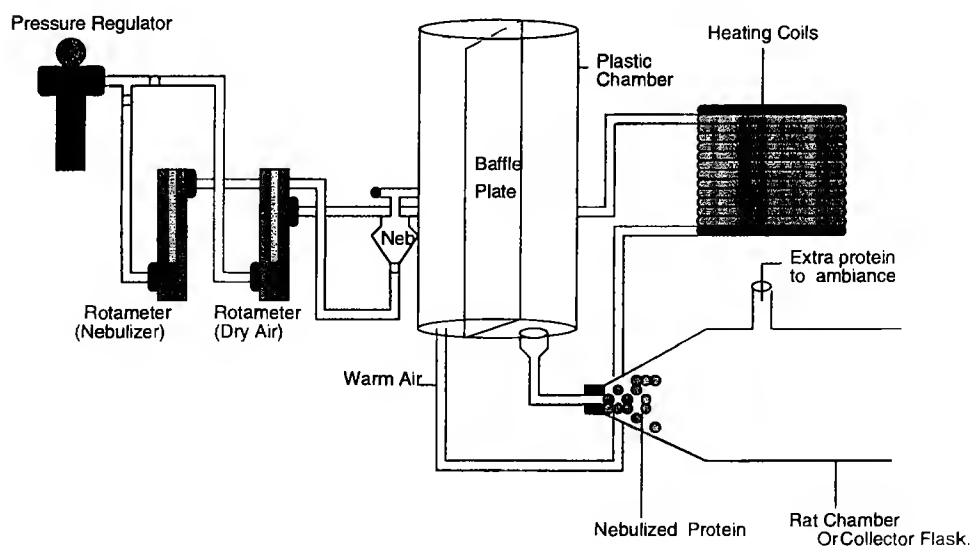 Pressure Regulator
Heating Coils
Plastic
Chamber
Baffle
Plate
Neb
Extra protein
to ambiance
Rotameter
(Nebulizer)
Rotameter
(Dry Air)
Warm Air
Nebulized Protein
Rat Chamber
Or Collector Flask.